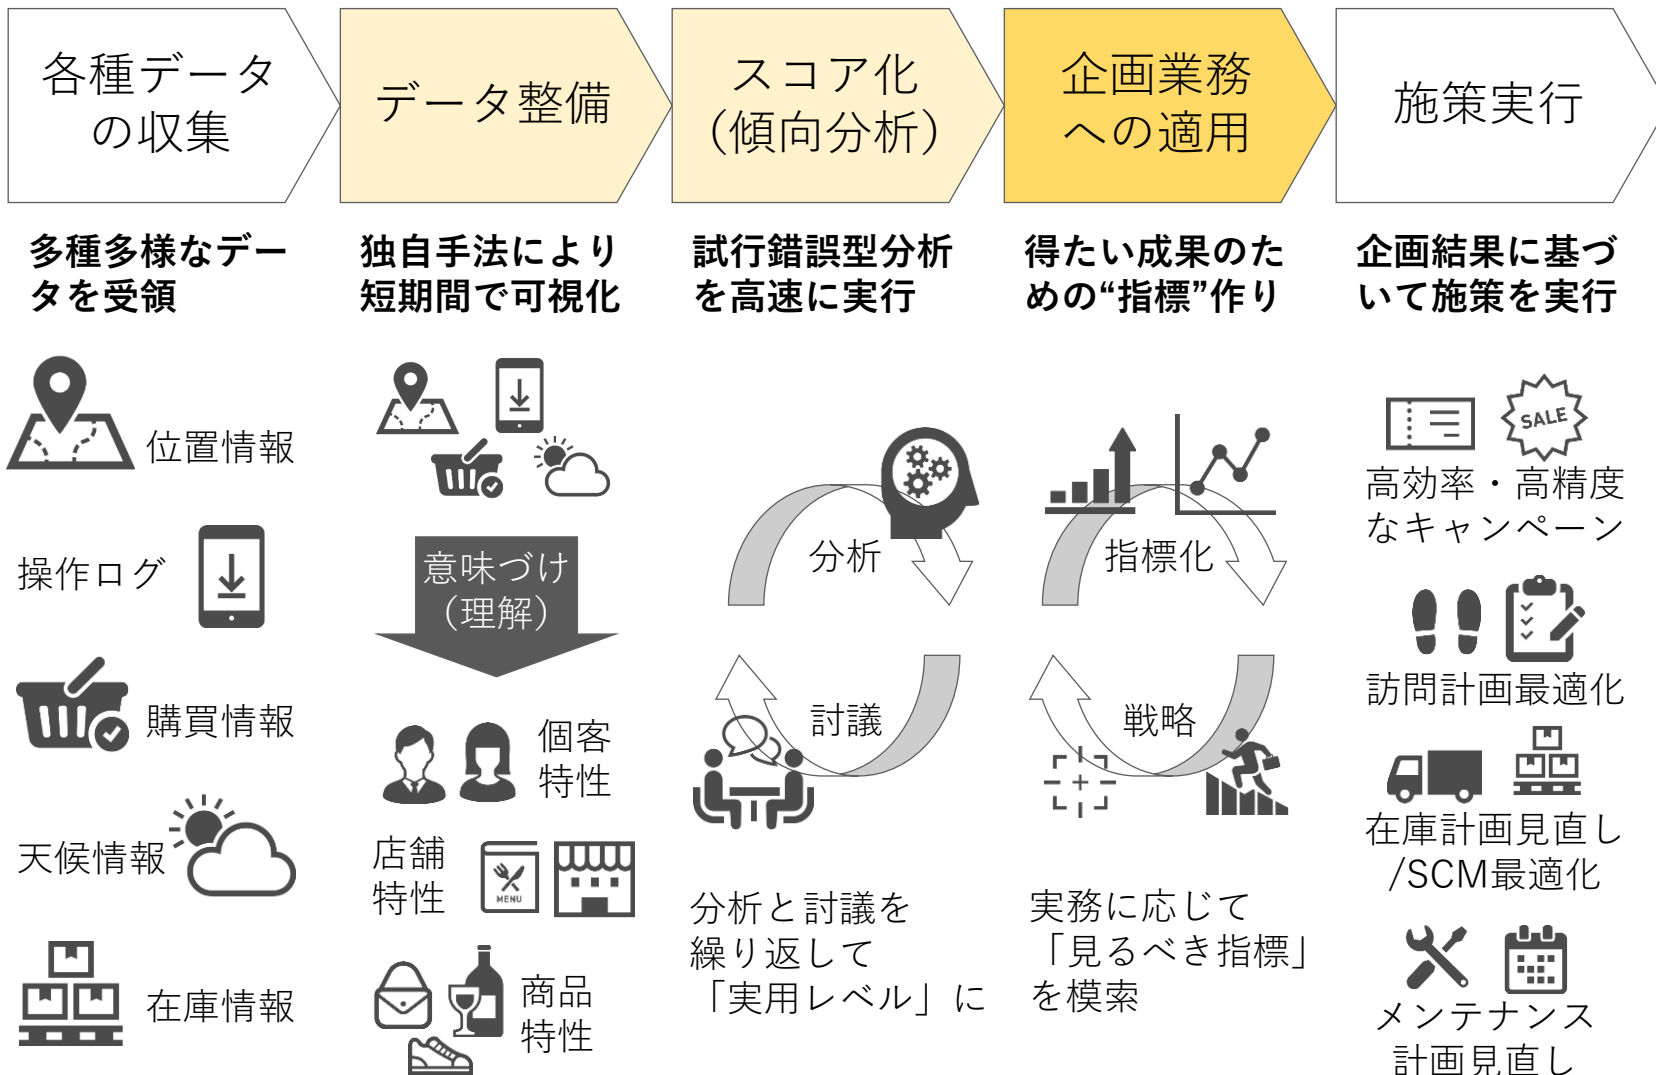 各種データ
の収集
データ整備
スコア化
（傾向分析）
企画業務
への適用
施策実行
多種多様なデー
タを受領
独自手法により
短期間で可視化
試行錯誤型分析
を高速に実行
得たい成果のた
めの“指標”作り
企画結果に基づ
いて施策を実行
位置情報
操作ログ
購買情報
天候情報
在庫情報
意味づけ
（理解）
個客
特性
店舗
特性
MENU
商品
特性
分析
討議
分析と討議を
繰り返して
「実用レベル」に
指標化
戦略
実務に応じて
「見るべき指標」
を模索
SALE
高効率・高精度
なキャンペーン
訪問計画最適化
在庫計画見直し
/SCM最適化
メンテナンス
計画見直し